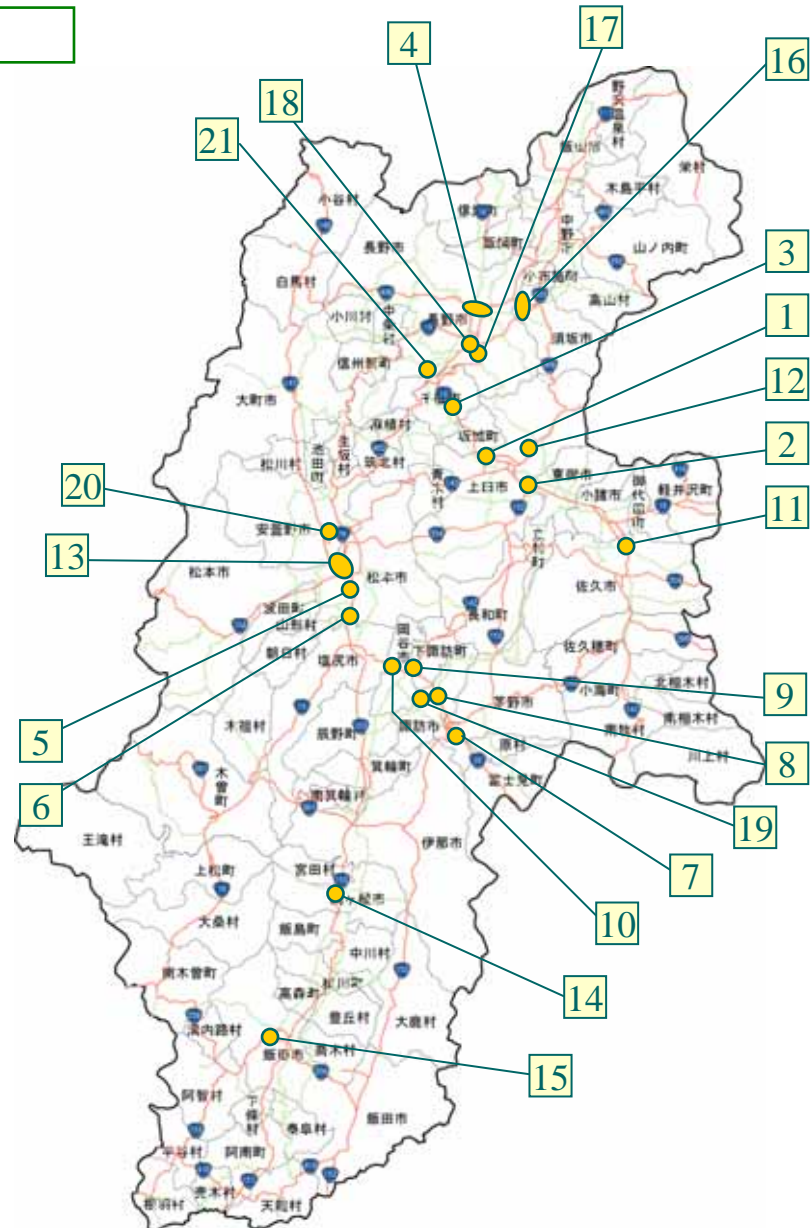 17
4
16
18
野沢温泉村
飯山市
21
栄村
木島平村
小谷村
長野市
山ノ内町
3
白馬村
高山村
長野市
小川村
須坂市
1
信州新町
12
大町市
麻績村
坂城町
2
生坂村
池田町
松川村
筑北村
青木村
東御市
上田市
小諸市
御代田町
軽井沢町
20
11
安曇野市
13
松本市
松本市
佐久市
波田町
山形村
長和町
朝日村
岡谷市
下諏訪町
佐久穂町
塩尻市
9
北相木村
小海町
茅野市
木祖村
辰野町
諏訪市
南相木村
南牧村
5
原村
川上村
8
箕輪町
富士見町
木曽町
6
南箕輪村
19
王滝村
伊那市
7
上松町
宮田村
10
駒ヶ根市
大桑村
飯島町
中川村
南木曽町
14
高森町
松川町
豊丘村
大鹿村
飯田市
喬木村
15
阿智村
下條村
泰阜村
飯田市
平谷村
阿南町
売木村
根羽村
天龍村